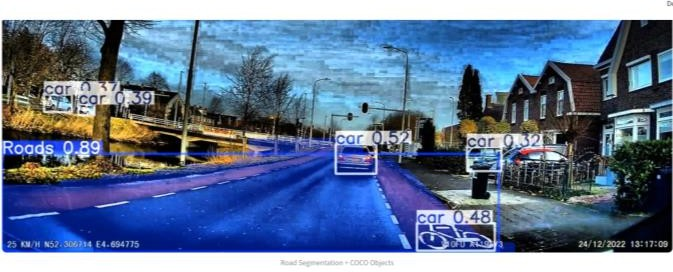 car 0.37
car 0.39
car 0.52
car 0.32
Roads 0.89
car 0.48
25 KM/H N52-306714 E4-694775
24/12/2022 13:17:09
Road Segmentation + COCO Objects